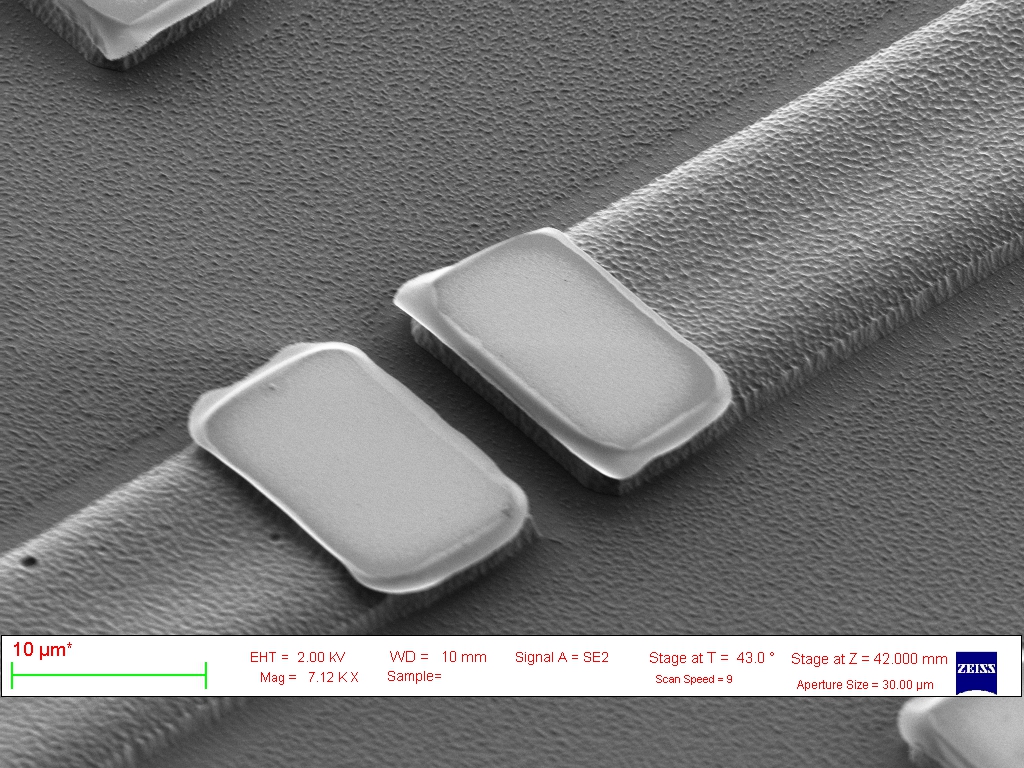 10 µm*
EHT = 2.00 kV WD = 10 mm Signal A = SE2 Stage at T = 43.0 ° Stage at Z = 42.000 mm
Mag = 7.12 K X Sample= Scan Speed = 9 Aperture Size = 30.00 µm
ZEISS